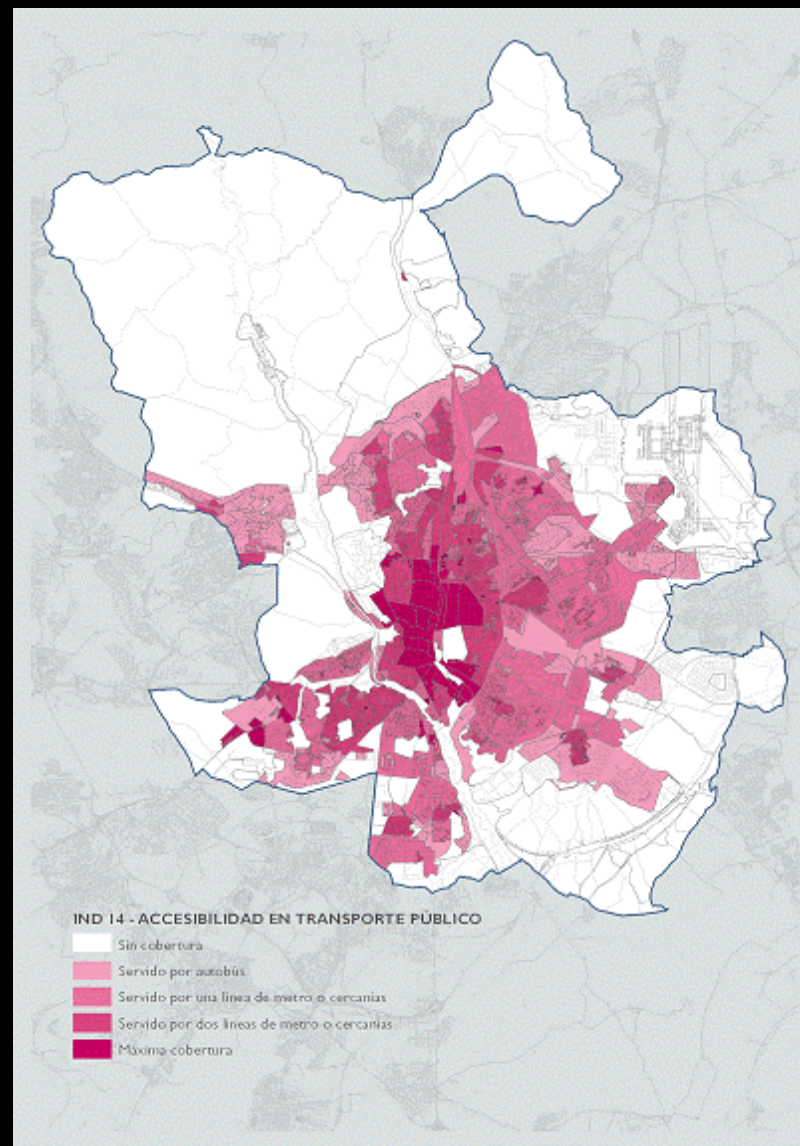 IND 14 - ACCESIBILIDAD EN TRANSPORTE PÙBLICO
Sin cobertura
Servido por autobús
Servido por una línea de metro o cercanías
Servido por dos líneas de metro o cercanías
Máxima cobertura